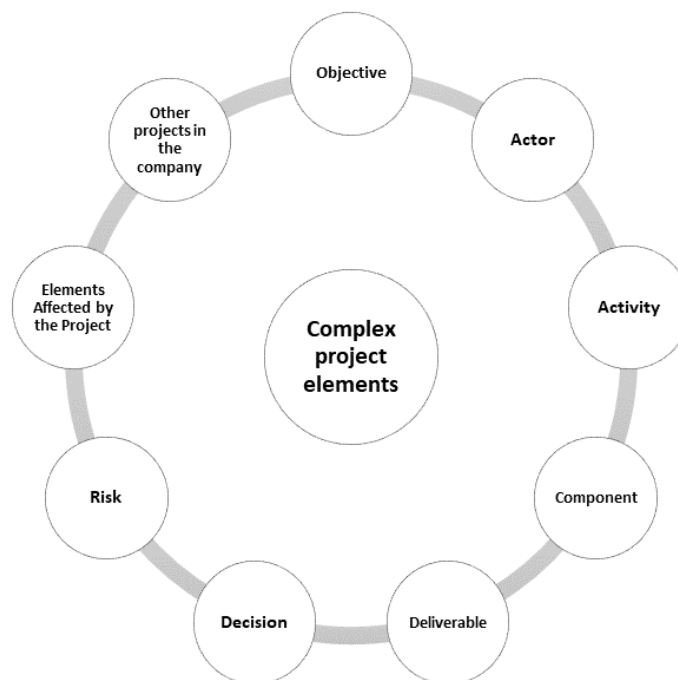 Objective
Actor
Activity
Component
Deliverable
Decision
Risk
Elements
Affected by
the Project
Other
projects in
the
company
Complex
project
elements